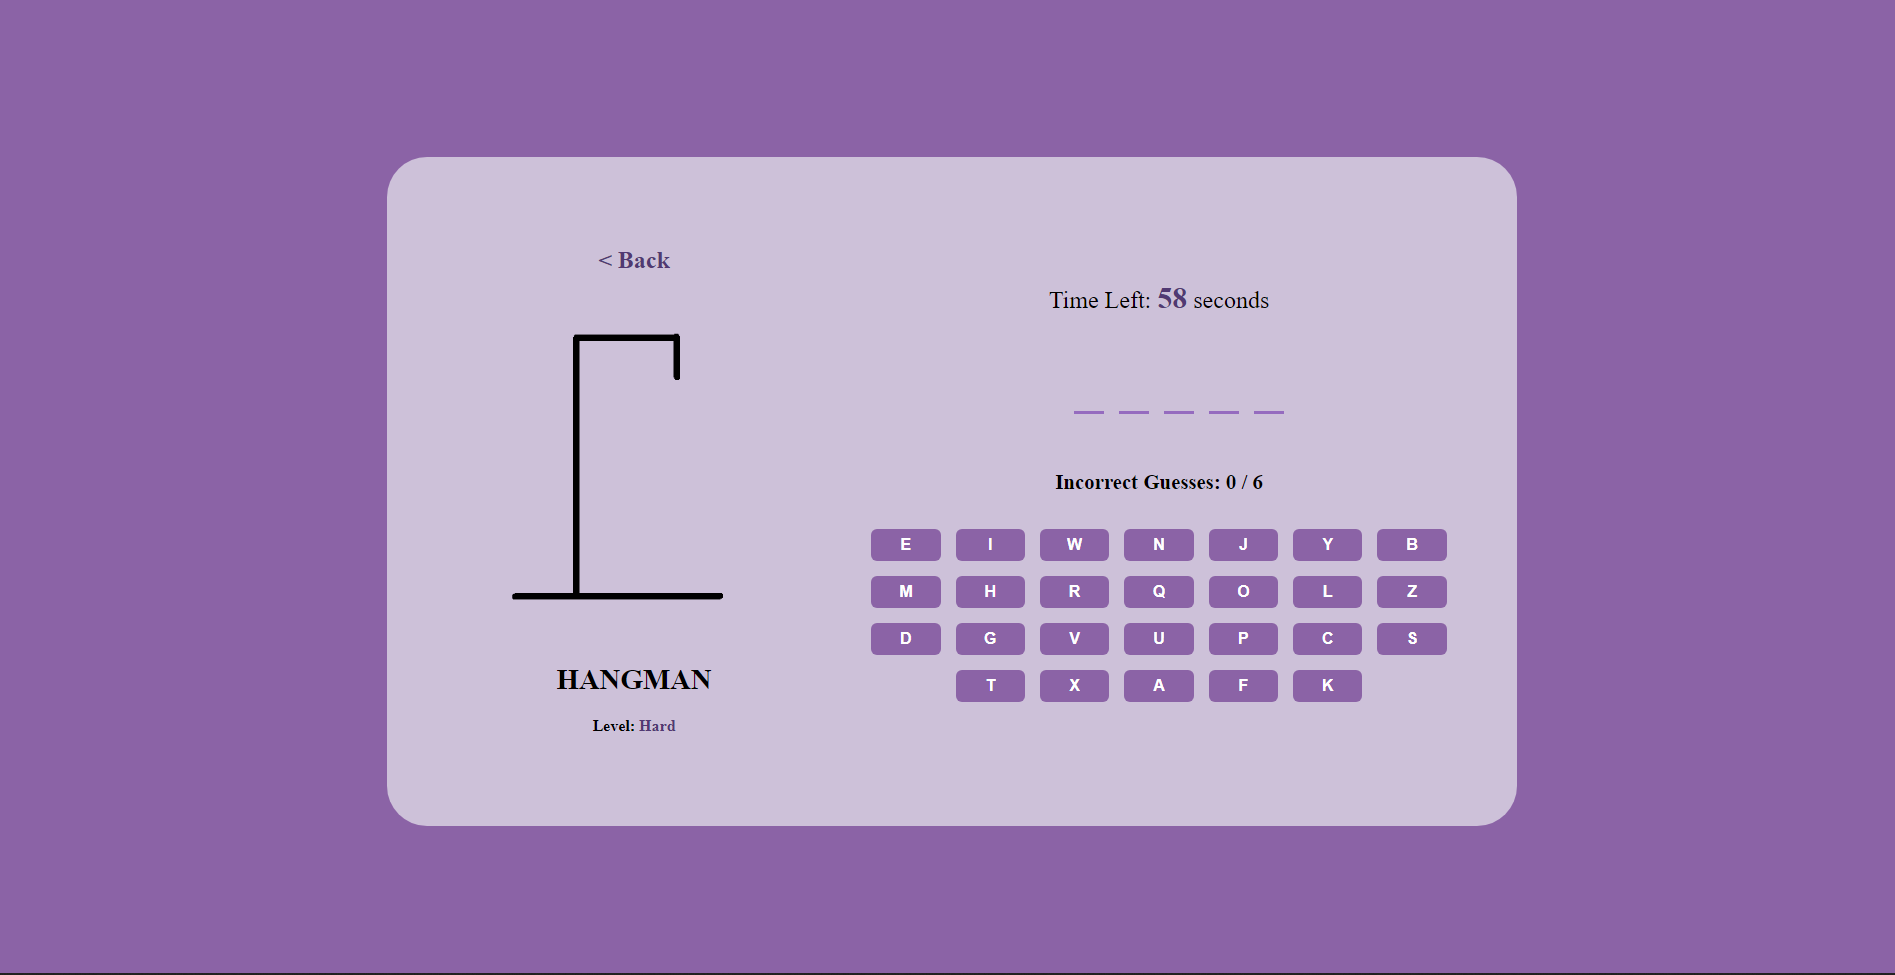 < Back
HANGMAN
Level: Hard
Time Left: 58 seconds
Incorrect Guesses: 0 / 6
E I W N J Y B
M H R Q O L Z
D G V U P C S
T X A F K